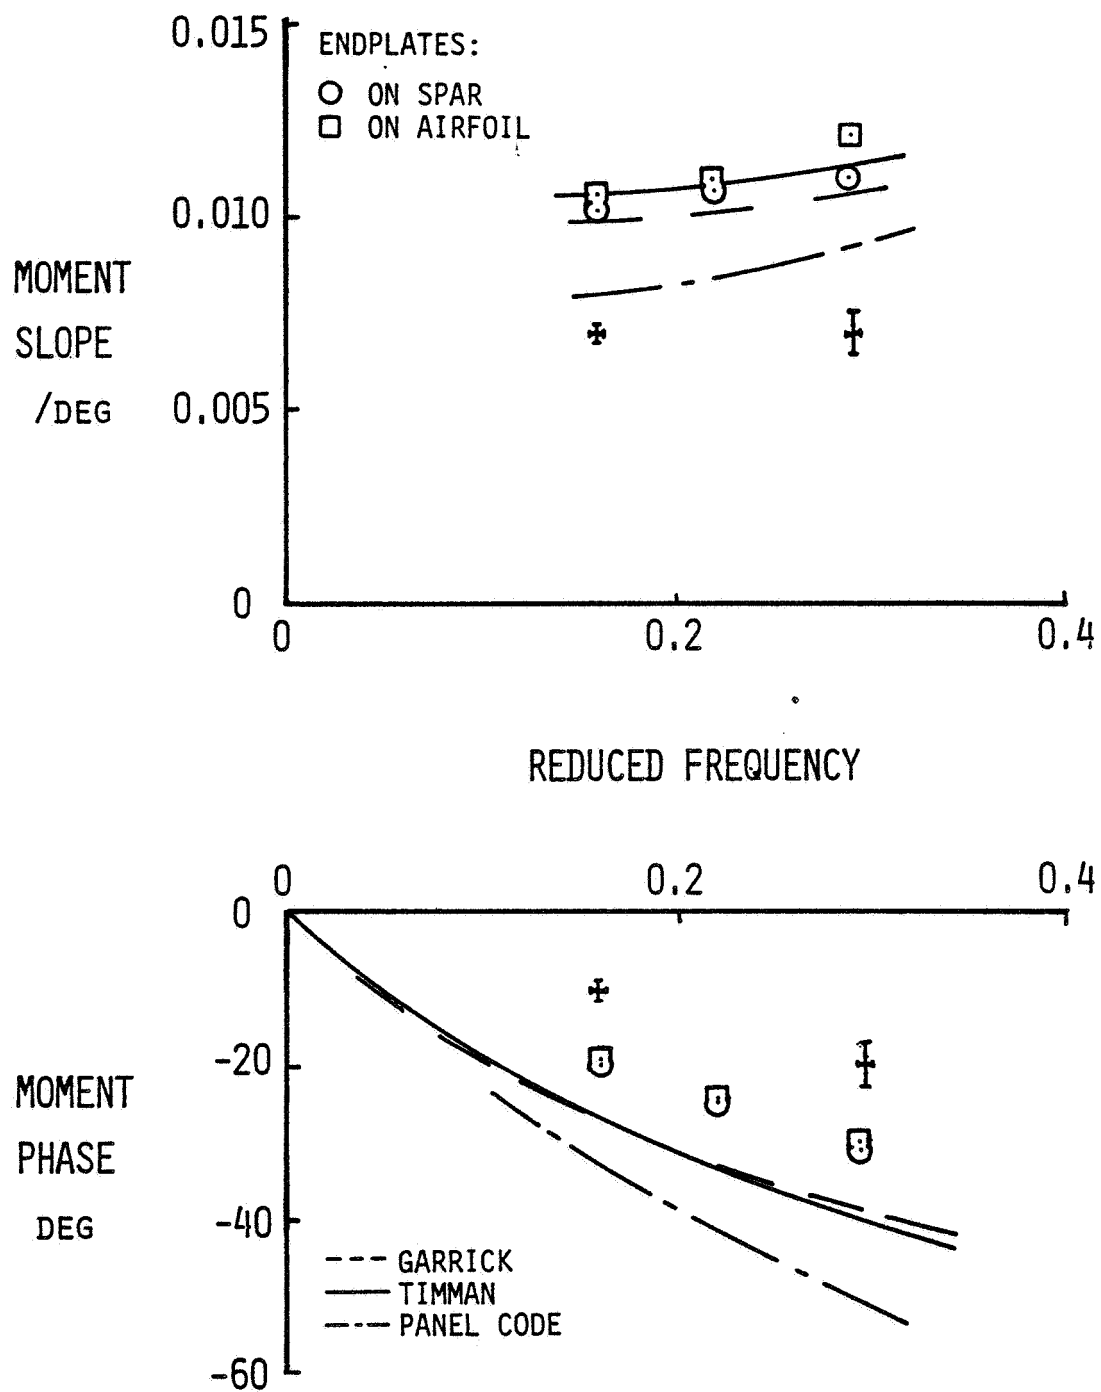 0.015
ENDPLATES:
ON SPAR
ON AIRFOIL
0.010
MOMENT
SLOPE
/DEG
0.005
0
0
0.2
0.4
REDUCED FREQUENCY
0
0.2
0.4
0
-20
MOMENT
PHASE
DEG
-40
GARRICK
TIMMAN
PANEL CODE
-60